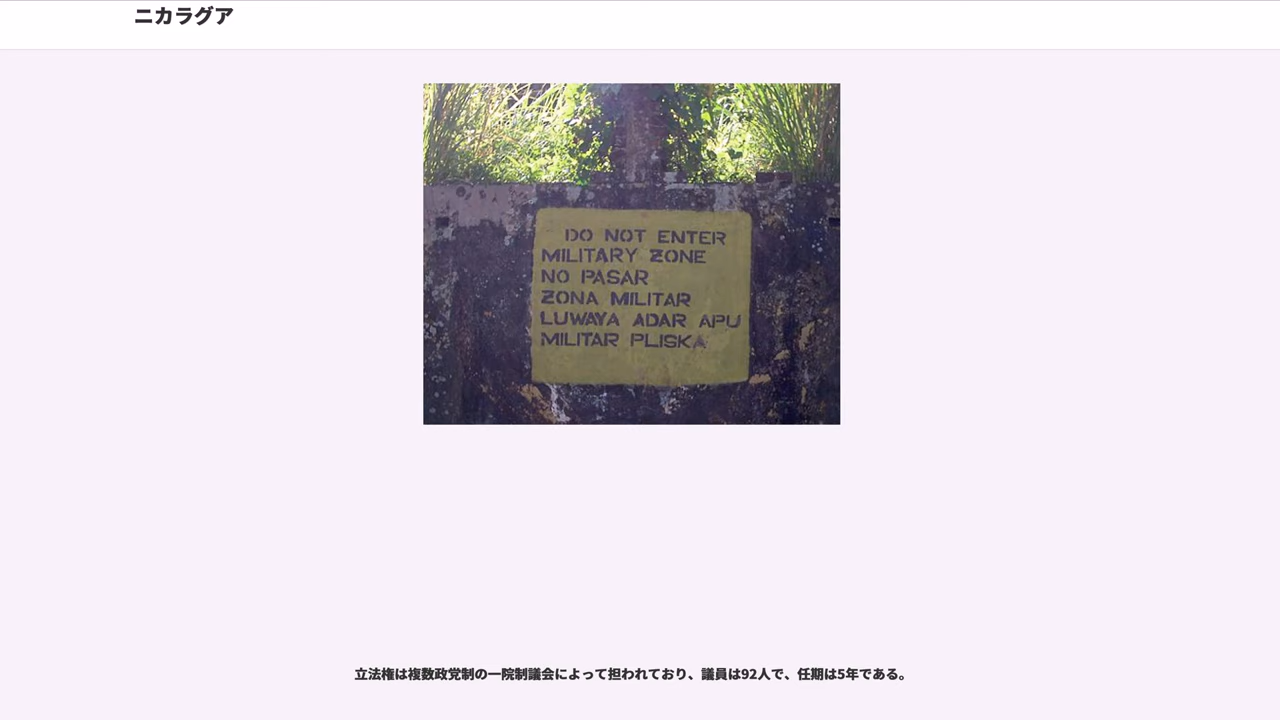 ニカラグア
DO NOT ENTER
MILITARY ZONE
NO PASAR
ZONA MILITAR
LUWAYA ADAR APU
MILITAR PLISKA
立法権は複数政党制の一院制議会によって担われており、議員は92人で、任期は5年である。